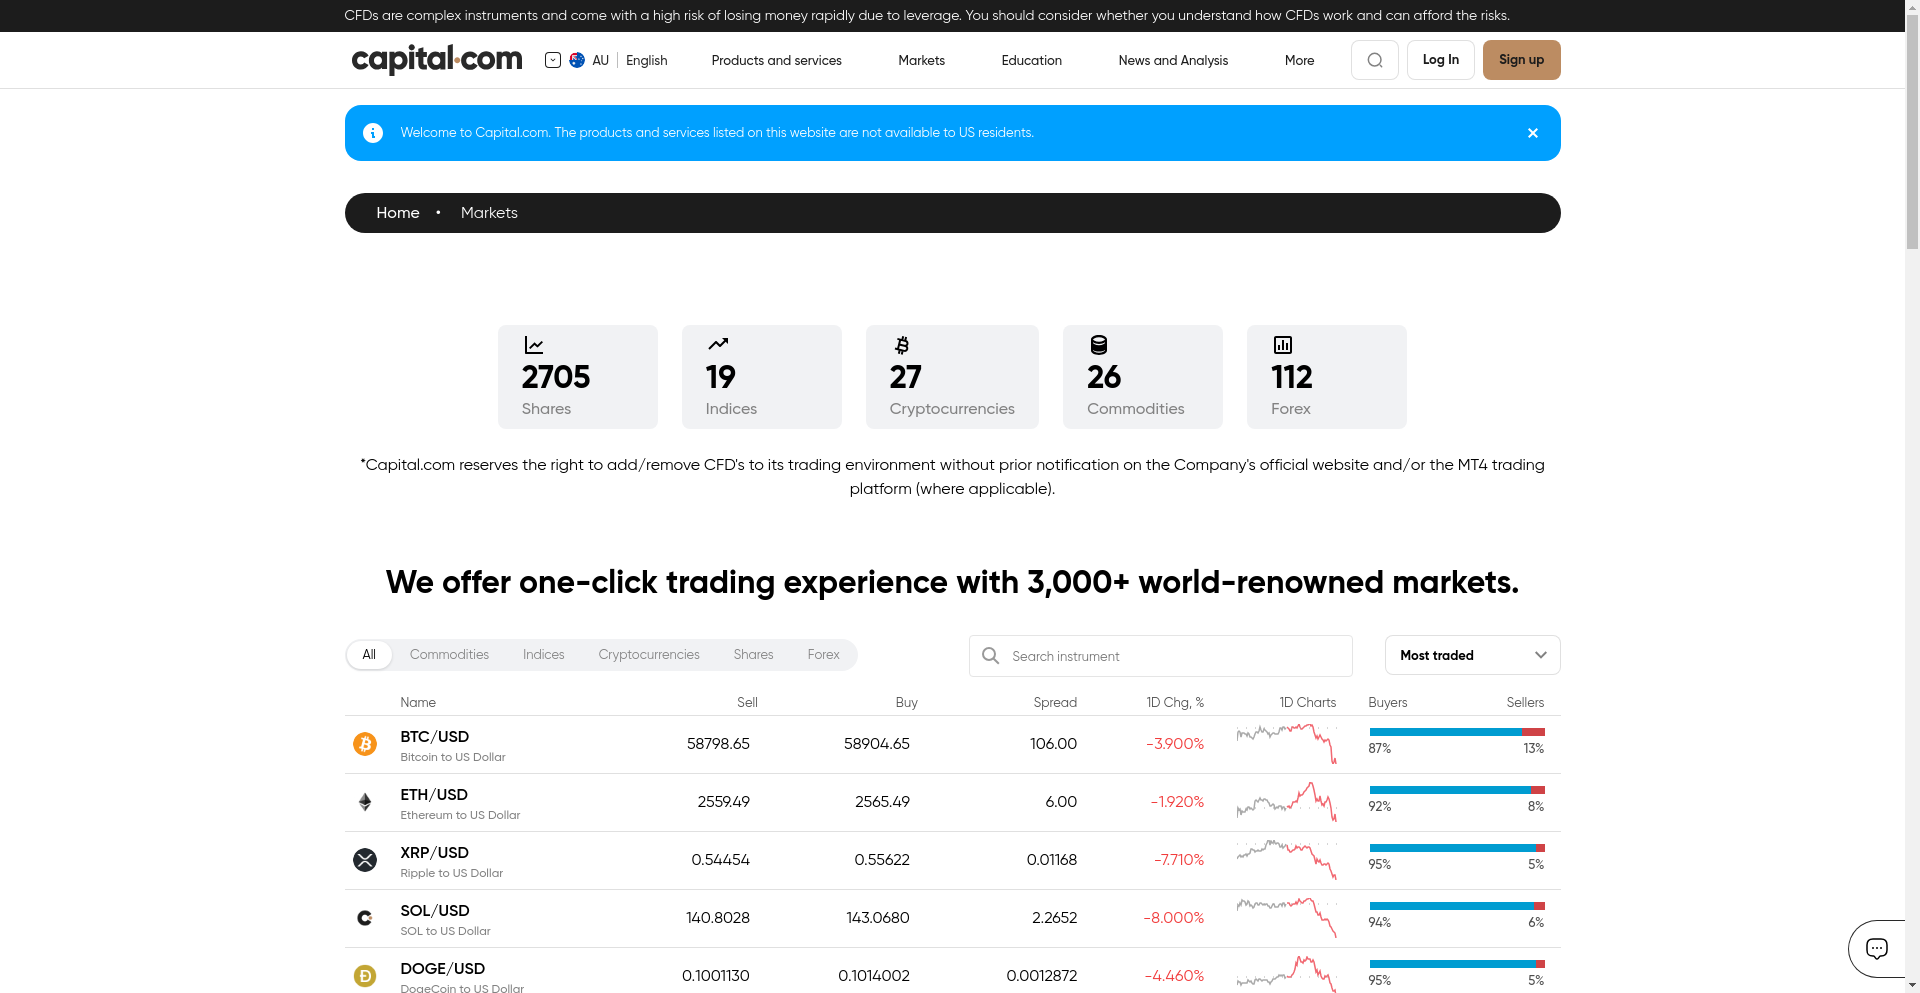 CFDs are complex instruments and come with a high risk of losing money rapidly due to leverage. You should consider whether you understand how CFDs work and can afford the risks.
capital.com AU English Products and services Markets Education News and Analysis More Log In Sign up
Welcome to Capital.com. The products and services listed on this website are not available to US residents.
Home • Markets
2705 19 27 26 112
Shares Indices Cryptocurrencies Commodities Forex
*Capital.com reserves the right to add/remove CFD's to its trading environment without prior notification on the Company's official website and/or the MT4 trading
platform (where applicable).
We offer one-click trading experience with 3,000+ world-renowned markets.
All Commodities Indices Cryptocurrencies Shares Forex Search instrument Most traded
Name Sell Buy Spread 1D Chg, % 1D Charts Buyers Sellers
BTC/USD 58798.65 58904.65 106.00 -3.900% 87% 13%
Bitcoin to US Dollar
ETH/USD 2559.49 2565.49 6.00 -1.920% 92% 8%
Ethereum to US Dollar
XRP/USD 0.54454 0.55622 0.01168 -7.710% 95% 5%
Ripple to US Dollar
SOL/USD 140.8028 143.0680 2.2652 -8.000% 94% 6%
SOL to US Dollar
DOGE/USD 0.1001130 0.1014002 0.0012872 -4.460% 95% 5%
DogeCoin to US Dollar